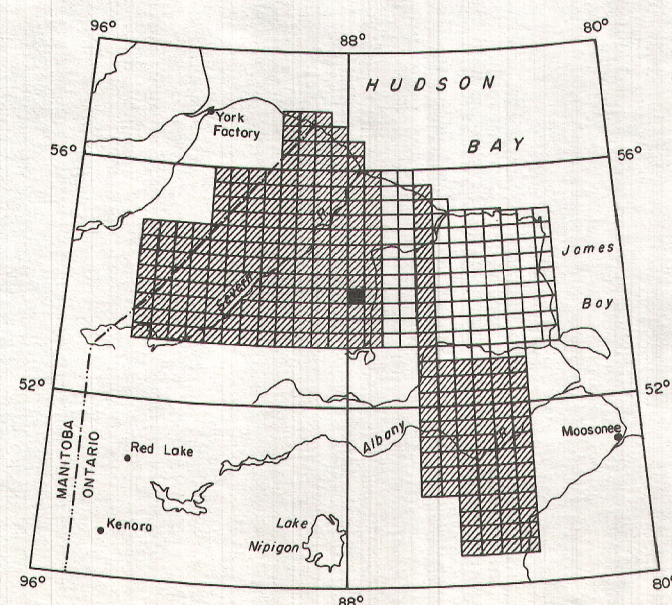 96°
88°
80°
HUDSON
York
Factory
BAY
56°
56°
James
R.
Severn
Bay
52°
52°
Albany
R.
Moosonee
MANITOBA
ONTARIO
Red Lake
Kenora
Lake
Nipigon
96°
88°
80°